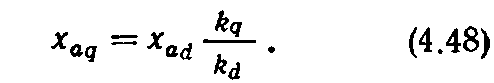 x_{aq} = x_{ad} \frac{k_q}{k_d} . (4.48)